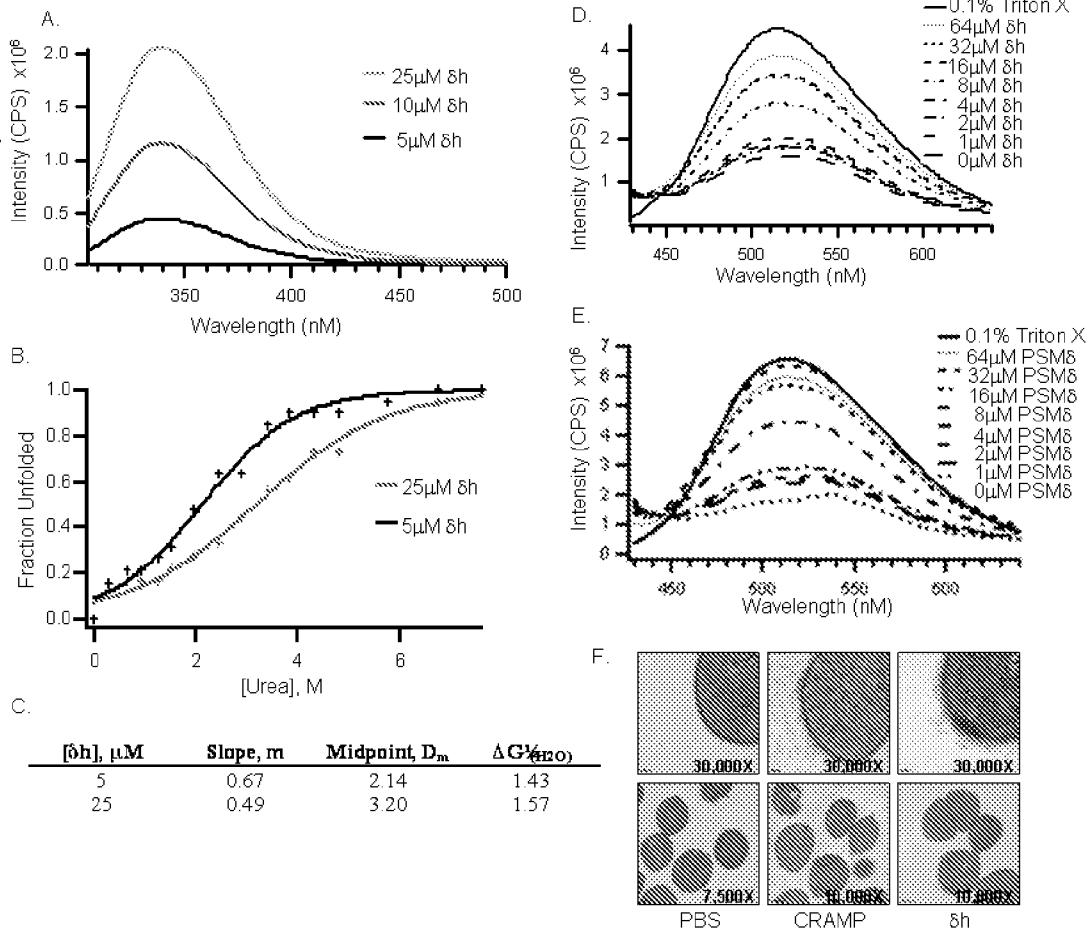 A.
Intensity (CPS) x10⁶
2.0
1.5
1.0
0.5
0.0
350
400
450
500
Wavelength (nM)
25µM δh
10µM δh
5µM δh
B.
Fraction Unfolded
1.0
0.8
0.6
0.4
0.2
0.0
0
2
4
6
[Urea], M
25µM δh
5µM δh
C.
[δh], µM Slope, m Midpoint, Dₘ
5 0.67 2.14 1.43
25 0.49 3.20 1.57
D.
Intensity (CPS) x10⁶
4
3
2
1
450
500
550
600
Wavelength (nM)
0.1% Triton X
64µM δh
32µM δh
16µM δh
8µM δh
4µM δh
2µM δh
1µM δh
0µM δh
E.
Intensity (CPS) x10⁶
7
6
5
4
3
2
1
0
450
500
550
600
Wavelength (nM)
0.1% Triton X
64µM PSMδ
32µM PSMδ
16µM PSMδ
8µM PSMδ
4µM PSMδ
2µM PSMδ
1µM PSMδ
0µM PSMδ
F.
30,000X 30,000X 30,000X
7,500X 10,000X 10,000X
PBS CRAMP δh